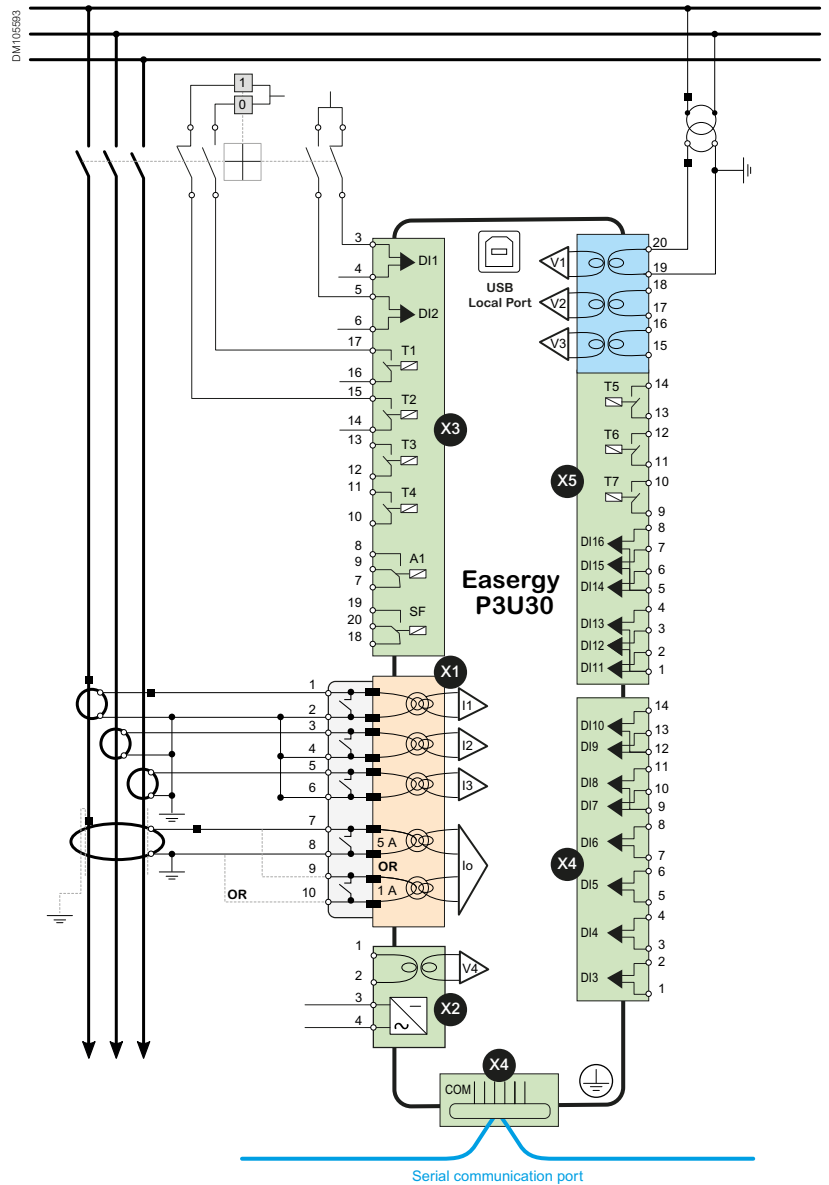 DM105593
1
0
3
4
DI1
5
6
DI2
17
T1
16
15
T2
14
13
T3
12
11
T4
10
8
9
7
A1
19
20
18
SF
X3
USB
Local Port
V1
V2
V3
20
19
18
17
16
15
T5
14
13
T6
12
11
T7
10
9
X5
DI16
DI15
DI14
8
7
6
5
DI13
DI12
DI11
4
3
2
1
Easergy
P3U30
X1
1
2
I1
3
4
I2
5
6
I3
7
8
5 A
OR
9
10
1 A
Io
OR
DI10
DI9
14
13
12
DI8
DI7
11
10
9
DI6
8
7
X4
DI5
6
5
DI4
4
3
DI3
2
1
1
2
V4
3
4
X2
X4
COM
Serial communication port